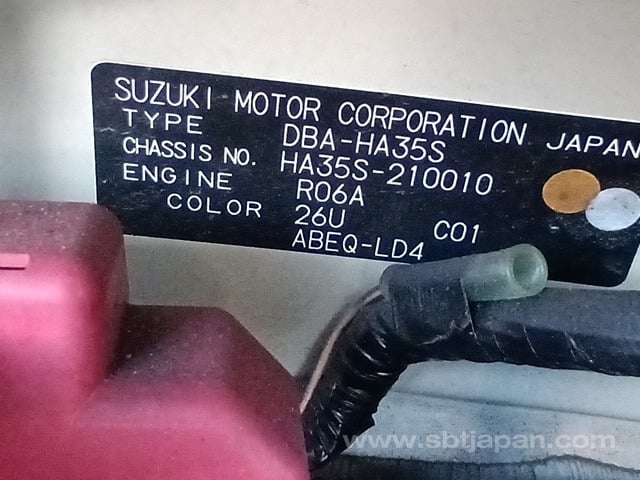 SUZUKI MOTOR CORPORATION JAPAN
TYPE DBA-HA35S
CHASSIS NO. HA35S-210010
ENGINE R06A
COLOR 26U C01
ABEQ-LD4
www.sbtjapan.com